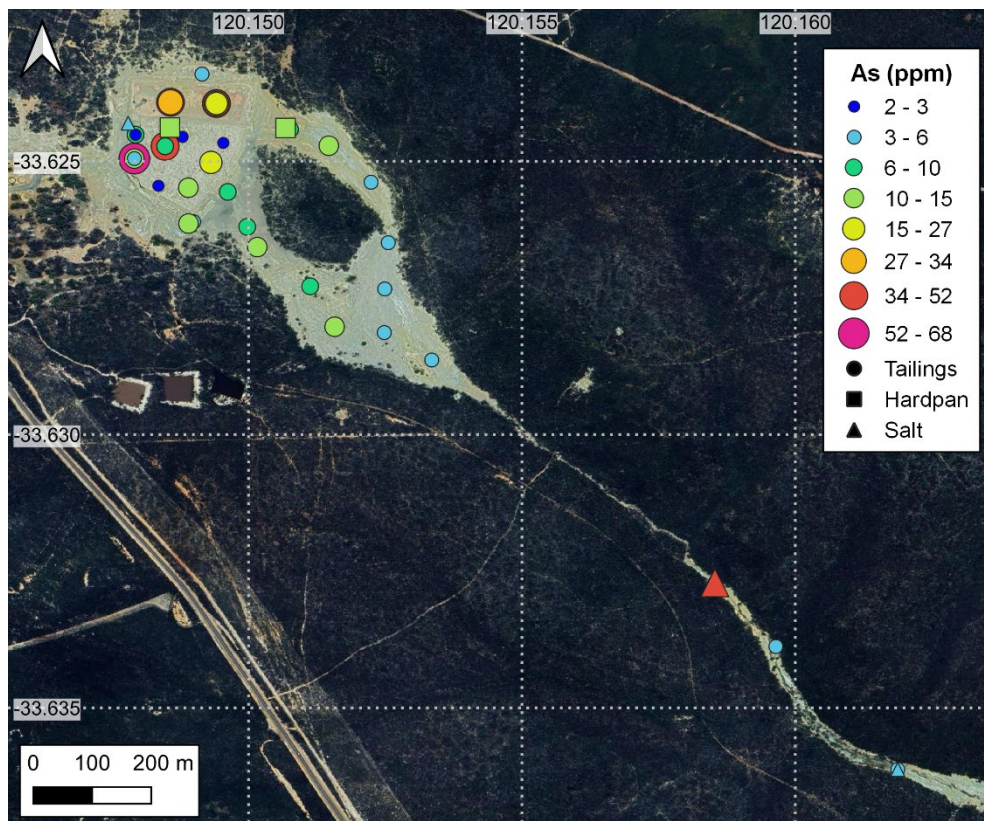 120.150 120.155 120.160
As (ppm)
2 - 3
3 - 6
6 - 10
10 - 15
15 - 27
27 - 34
34 - 52
52 - 68
Tailings
Hardpan
Salt
-33.625
-33.630
-33.635
0 100 200 m